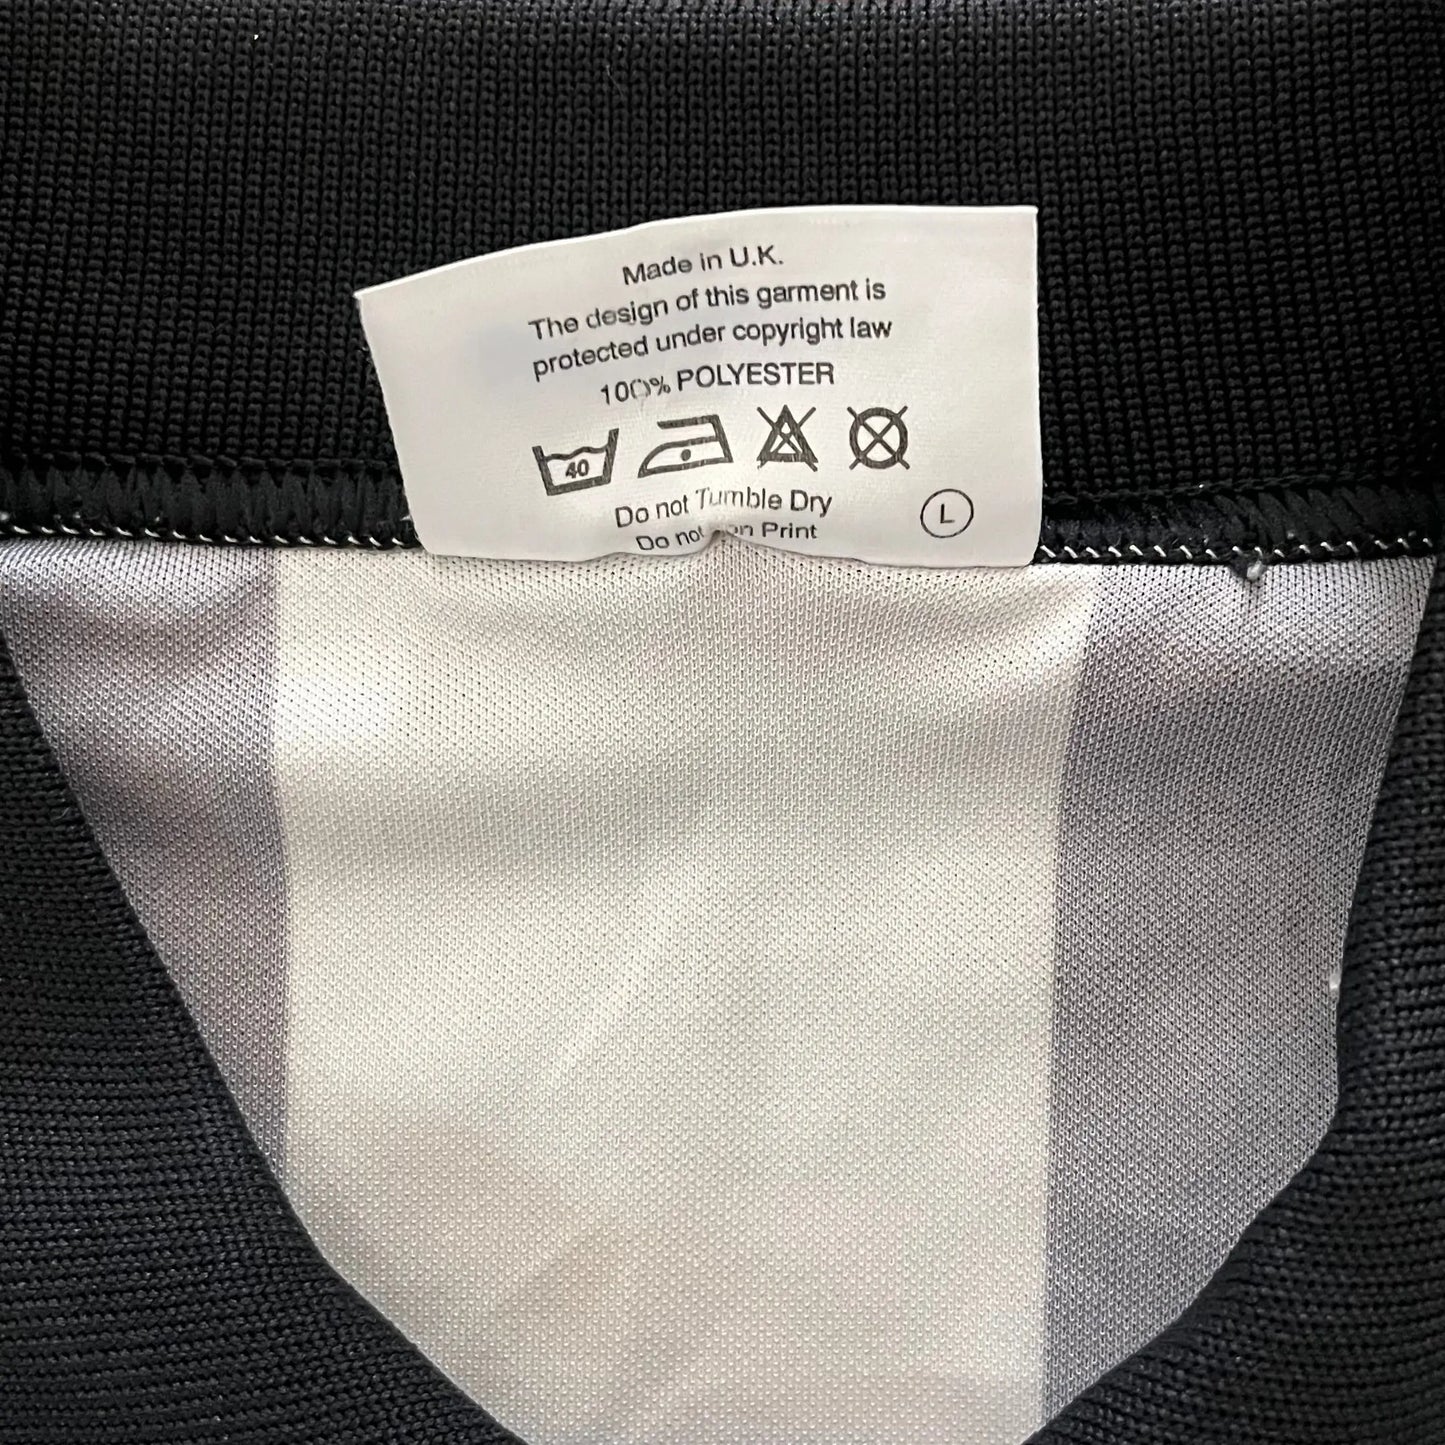 Made in U.K.
The design of this garment is
protected under copyright law
100% POLYESTER
40
Do not Tumble Dry
Do not Print
L